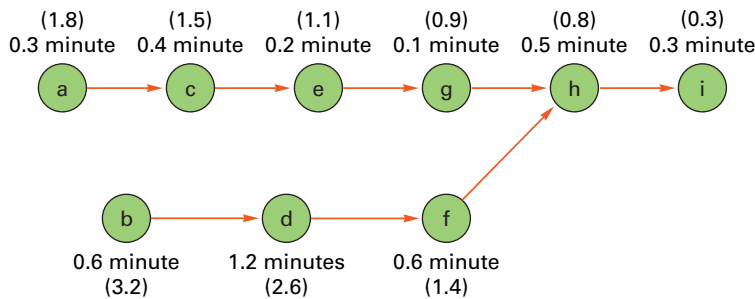 (1.8) (1.5) (1.1) (0.9) (0.8) (0.3)
0.3 minute 0.4 minute 0.2 minute 0.1 minute 0.5 minute 0.3 minute
a c e g h i
b d f
0.6 minute 1.2 minutes 0.6 minute
(3.2) (2.6) (1.4)